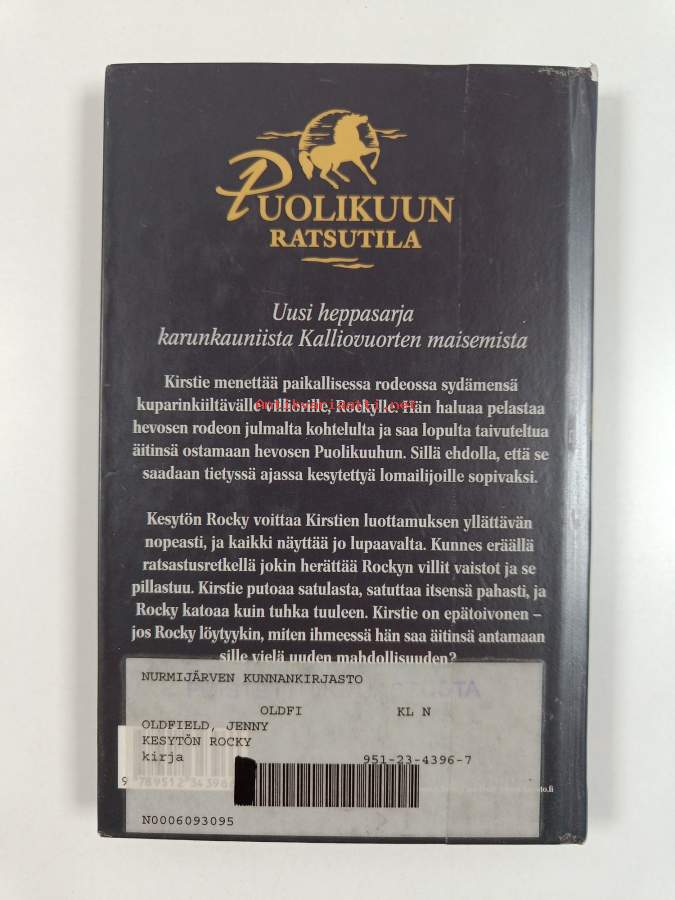 PUOLIKUUN
RATSUTILA
Uusi heppasarja
karunkauniista Kalliovuorten maisemista
Kirstie menettää paikallisessa rodeossa sydämensä
kuparinkiiltävälle villiorille, Rockylle. Hän haluaa pelastaa
hevosen rodeon julmalta kohtelulta ja saa lopulta taivuteltua
äitinsä ostamaan hevosen Puolikuuhun. Sillä ehdolla, että se
saadaan tietyssä ajassa kesytettyä lomailijoille sopivaksi.
Kesytön Rocky voittaa Kirstien luottamuksen yllättävän
nopeasti, ja kaikki näyttää jo lupaavalta. Kunnes eräällä
ratsastusretkellä jokin herättää Rockyn villit vaistot ja se
pillastuu. Kirstie putoaa satulasta, satuttaa itsensä pahasti, ja
Rocky katoaa kuin tuhka tuuleen. Kirstie on epätoivonen –
jos Rocky löytyykin, miten ihmeessä hän saa äitinsä antamaan
sille vielä uuden mahdollisuuden?
NURMIJÄRVEN KUNNANKIRJASTO
OLDFI KL N
OLDFIELD, JENNY
KESYTÖN ROCKY
kirja 951-23-4396-7
N0006093095